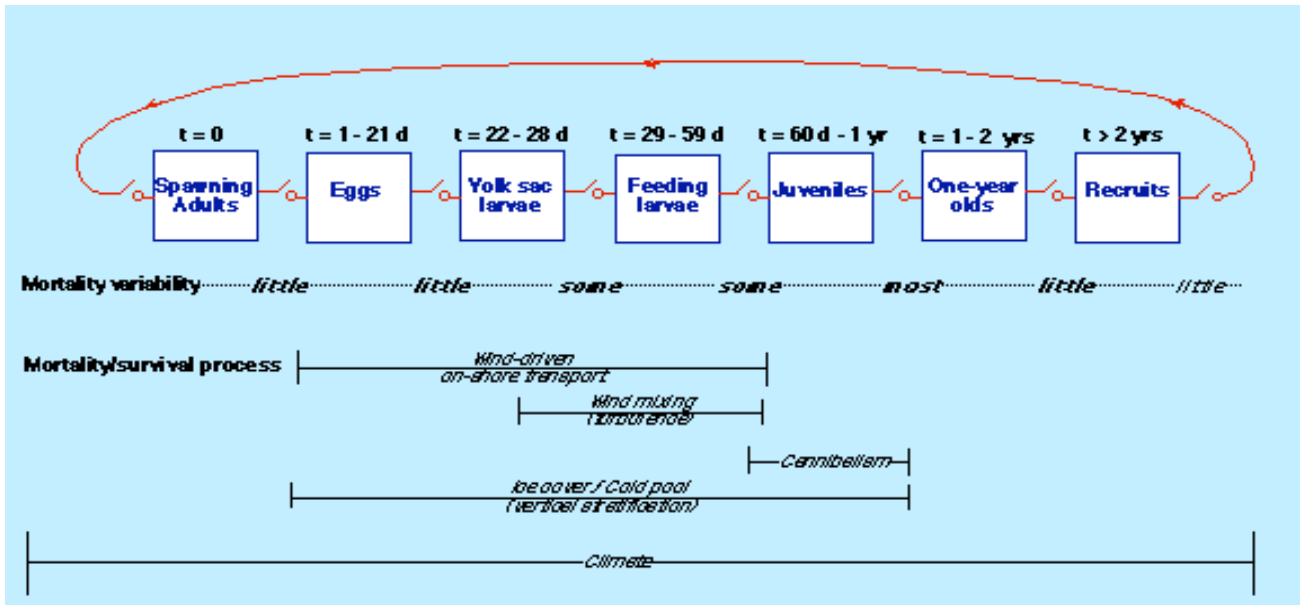 t = 0 t = 1 - 21 d t = 22 - 28 d t = 29 - 59 d t = 60 d - 1 yr t = 1 - 2 yrs t > 2 yrs
Spawning Adults
Eggs
Yolk sac
larvae
Feeding
larvae
Juveniles
One-year
olds
Recruits
Mortality variability little little some some most little little
Mortality/survival process
Wind-driven
on-shore transport
Wind mixing
(turbulence)
Cannibalism
Ice cover / Cold pool
(vertical stratification)
Climate